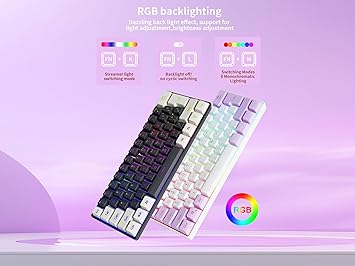 RGB backlighting
Dazzling back light effect, support for
light adjustment,brightness adjustment
FN + K
FN + L
Streamer light
switching mode
Backlight off/
on cyclic switching
Switching Modes
8 Monochromatic
Lighting
RGB